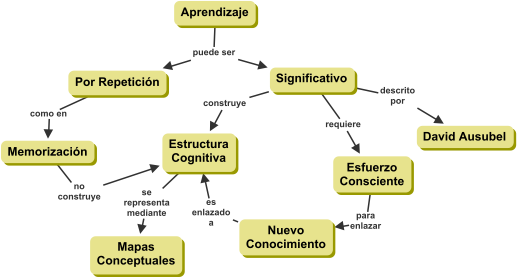 Aprendizaje
puede ser
Por Repetición
Significativo
como en
construye
descrito
por
requiere
David Ausubel
Memorización
Estructura
Cognitiva
Esfuerzo
Consciente
no
construye
se
representa
mediante
es
enlazado
a
para
enlazar
Mapas
Conceptuales
Nuevo
Conocimiento